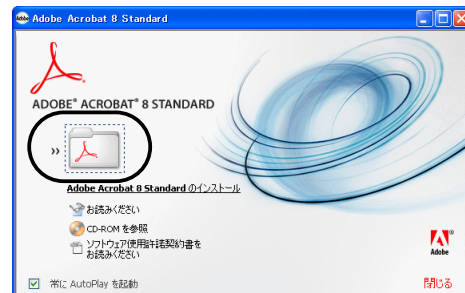 Adobe Acrobat 8 Standard
ADOBE® ACROBAT® 8 STANDARD
Adobe Acrobat 8 Standard のインストール
お読みください
CD-ROM を参照
ソフトウェア使用許諾契約書を
お読みください
Adobe
常に AutoPlay を起動
閉じる